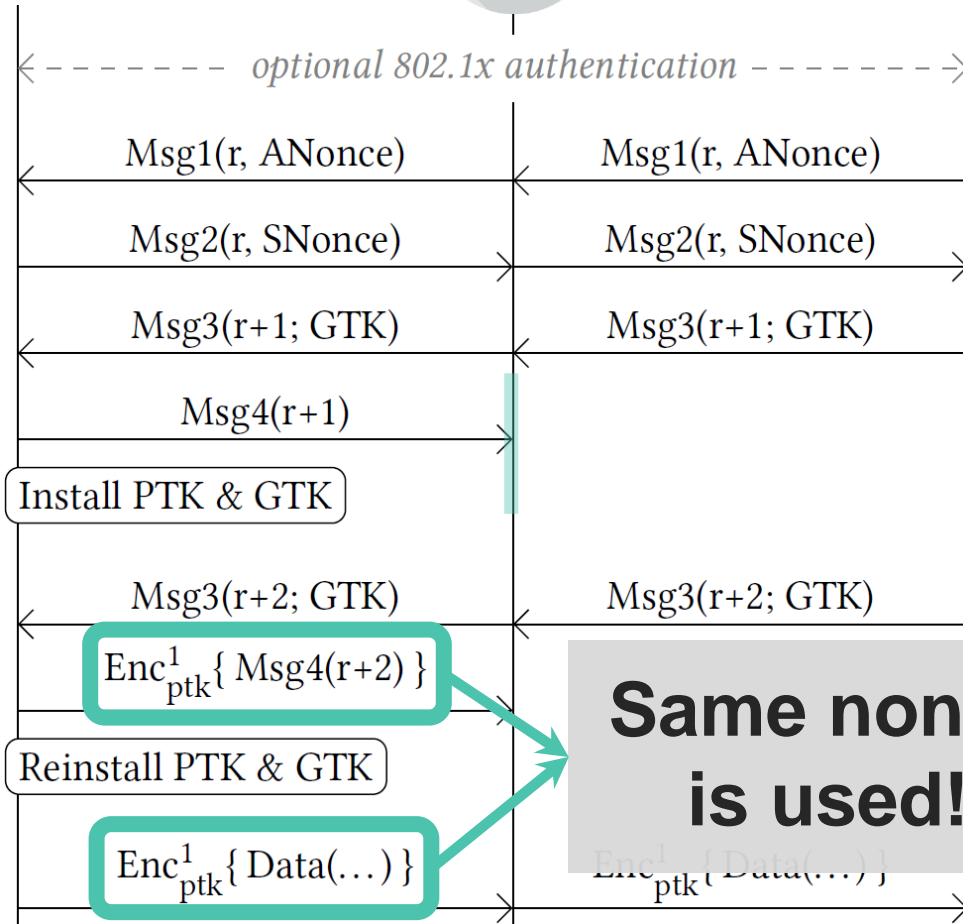 optional 802.1x authentication
Msg1(r, ANonce) Msg1(r, ANonce)
Msg2(r, SNonce) Msg2(r, SNonce)
Msg3(r+1; GTK) Msg3(r+1; GTK)
Msg4(r+1)
Install PTK & GTK
Msg3(r+2; GTK) Msg3(r+2; GTK)
Enc¹ptk{ Msg4(r+2) }
Same non
is used!
Reinstall PTK & GTK
Enc¹ptk{ Data(…) } Enc¹ptk{ Data(…) }